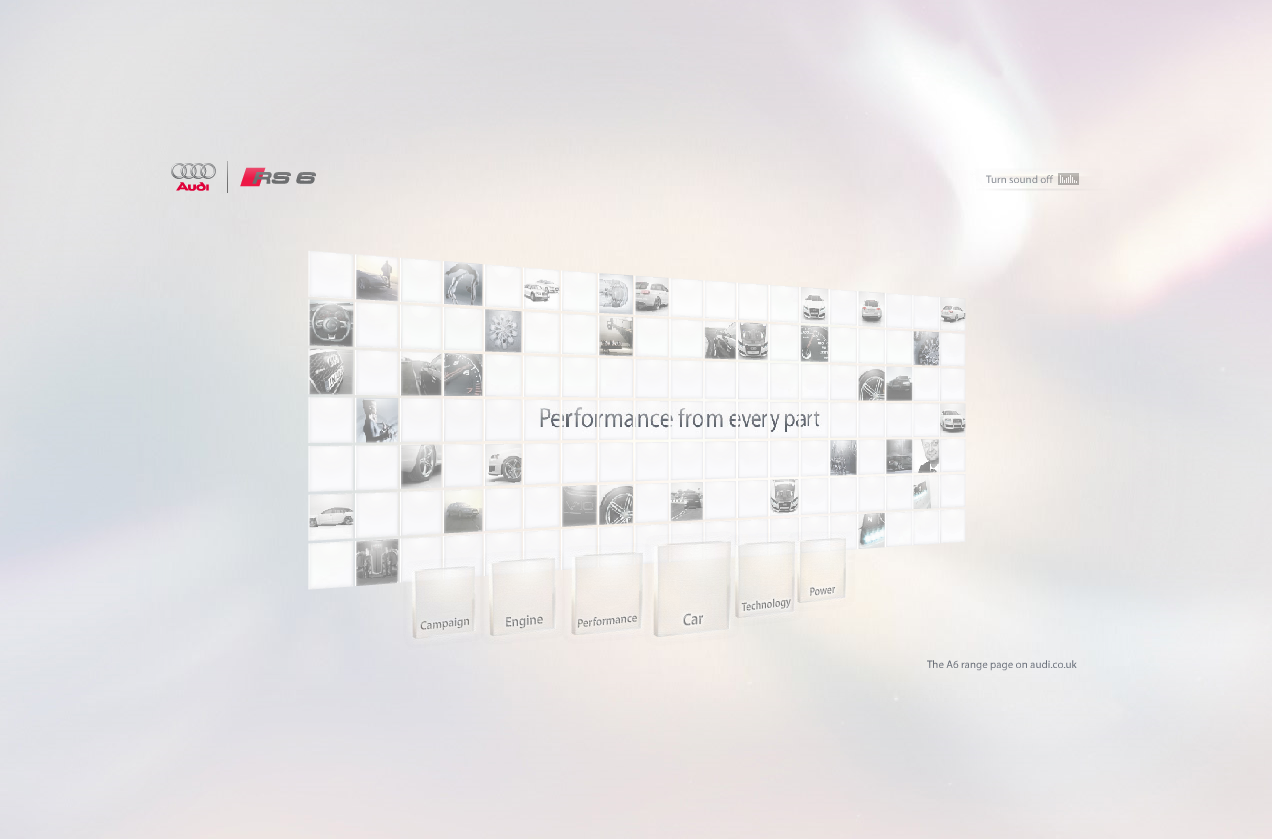 Audi
RS 6
Turn sound off
Performance from every part
Campaign
Engine
Performance
Car
Technology
Power
The A6 range page on audi.co.uk